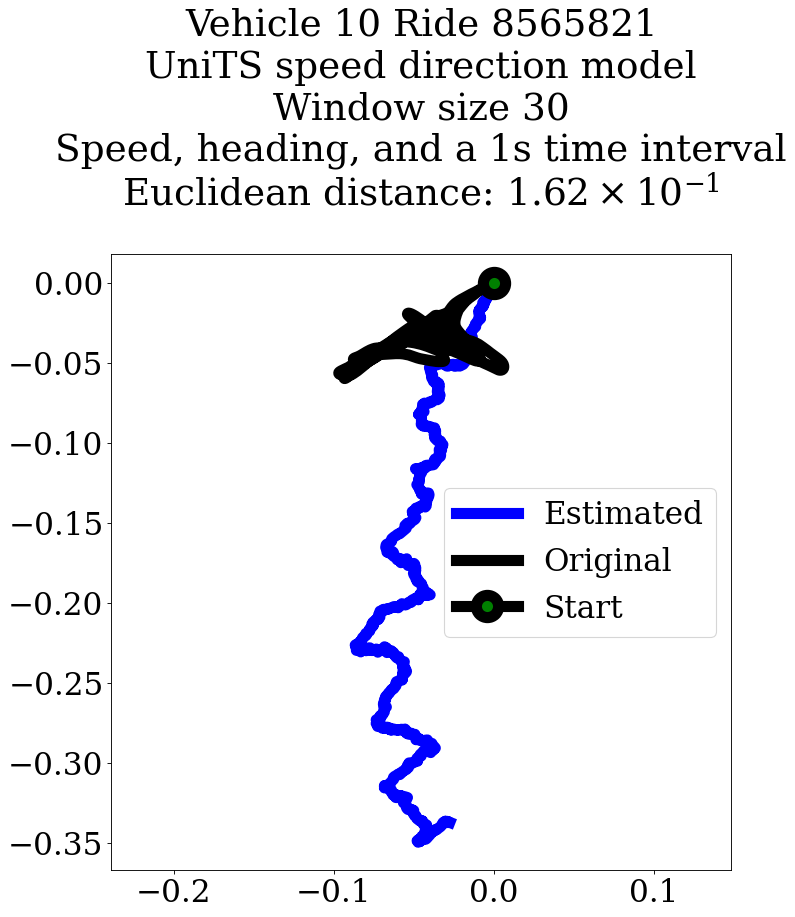 Vehicle 10 Ride 8565821
UniTS speed direction model
Window size 30
Speed, heading, and a 1s time interval
Euclidean distance: 1.62 × 10⁻¹
0.00
−0.05
−0.10
−0.15
−0.20
−0.25
−0.30
−0.35
Estimated
Original
Start
−0.2 −0.1 0.0 0.1